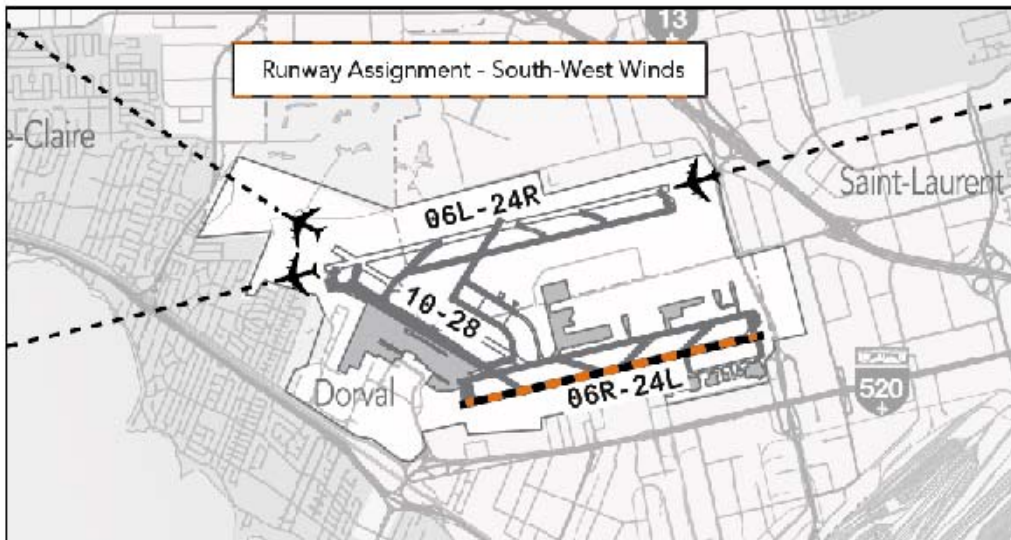 13
Runway Assignment - South-West Winds
e-Claire
Saint-Laurent
06L-24R
10-28
Dorval
06R-24L
520